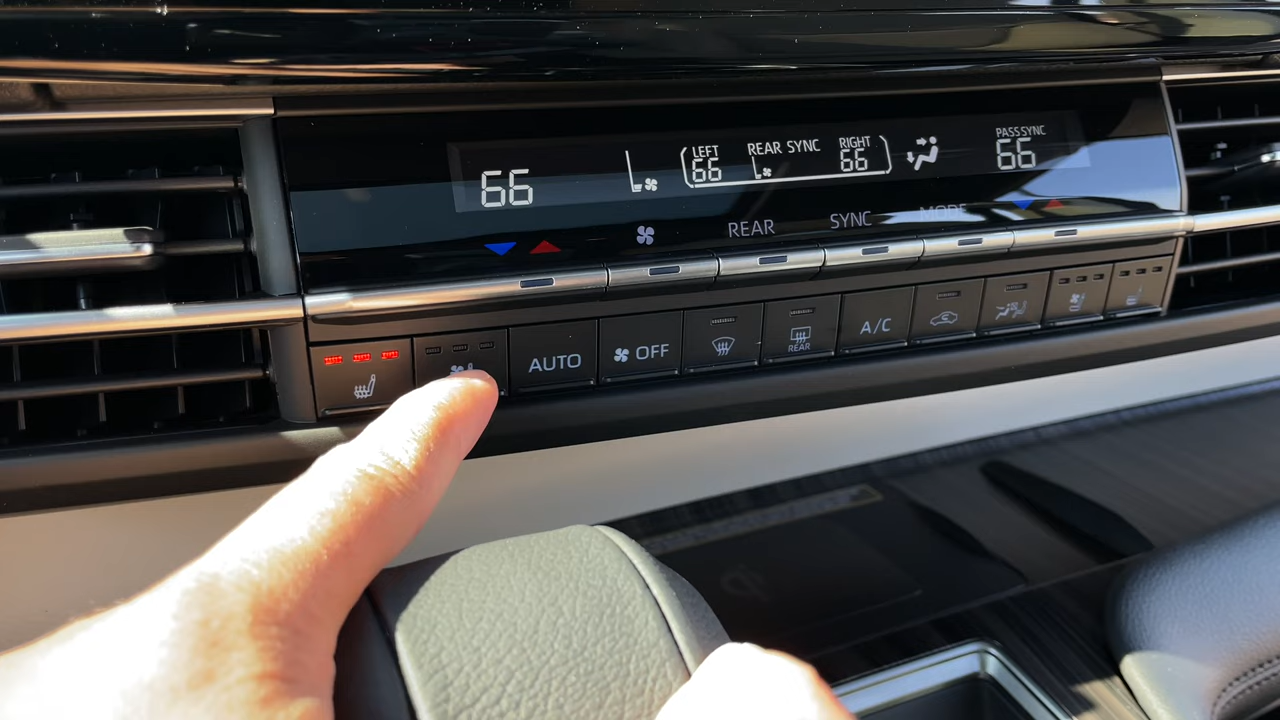 66
LEFT
66
REAR SYNC
RIGHT
66
PASS SYNC
66
REAR
SYNC
MODE
AUTO
OFF
REAR
A/C